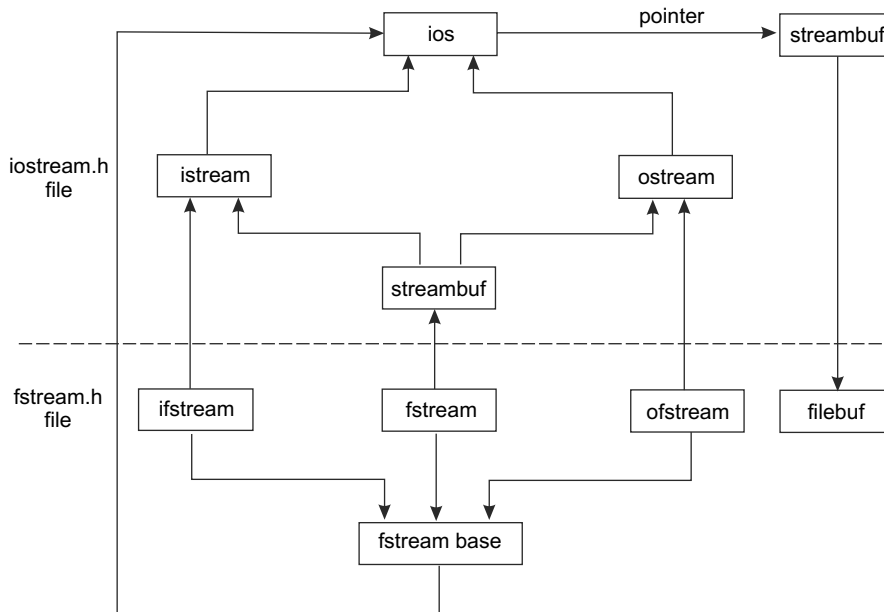 pointer
ios
streambuf
iostream.h
file
istream
ostream
streambuf
fstream.h
file
ifstream
fstream
ofstream
filebuf
fstream base